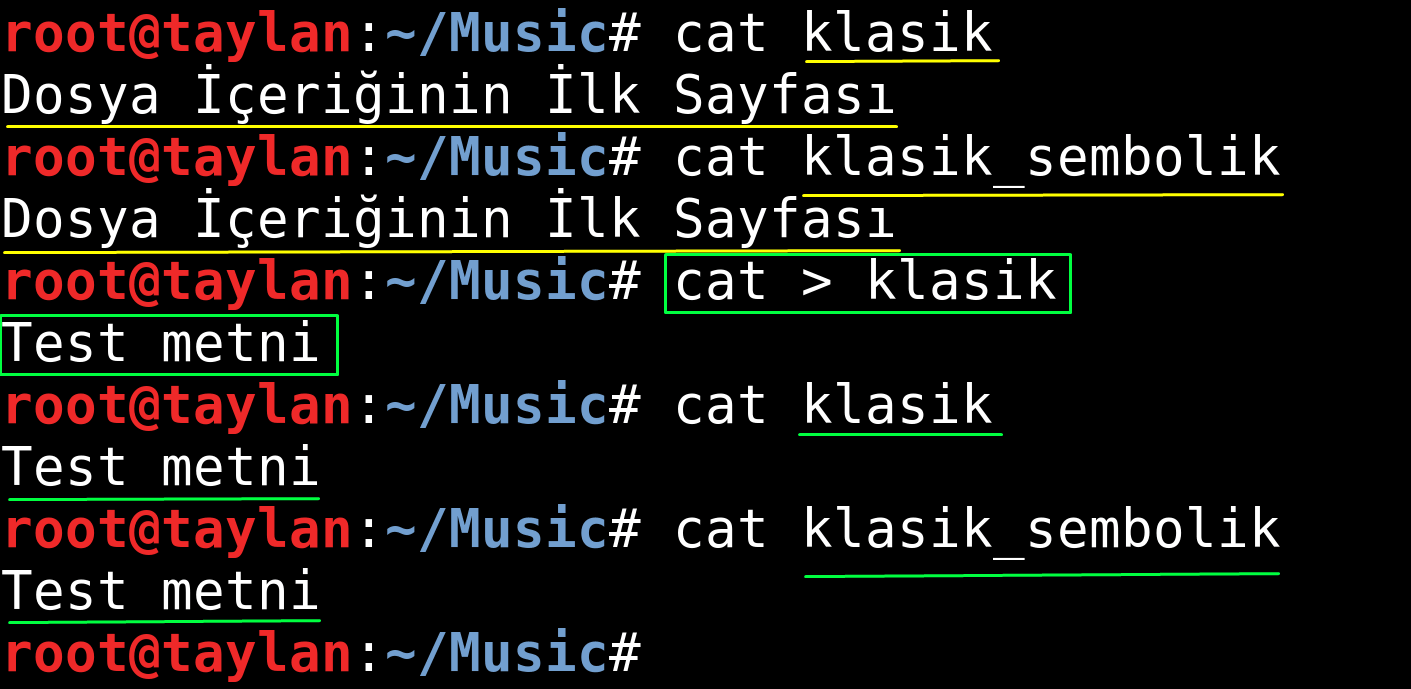 root@taylan:~/Music# cat klasik
Dosya İçeriğinin İlk Sayfası
root@taylan:~/Music# cat klasik_sembolik
Dosya İçeriğinin İlk Sayfası
root@taylan:~/Music# cat > klasik
Test metni
root@taylan:~/Music# cat klasik
Test metni
root@taylan:~/Music# cat klasik_sembolik
Test metni
root@taylan:~/Music#